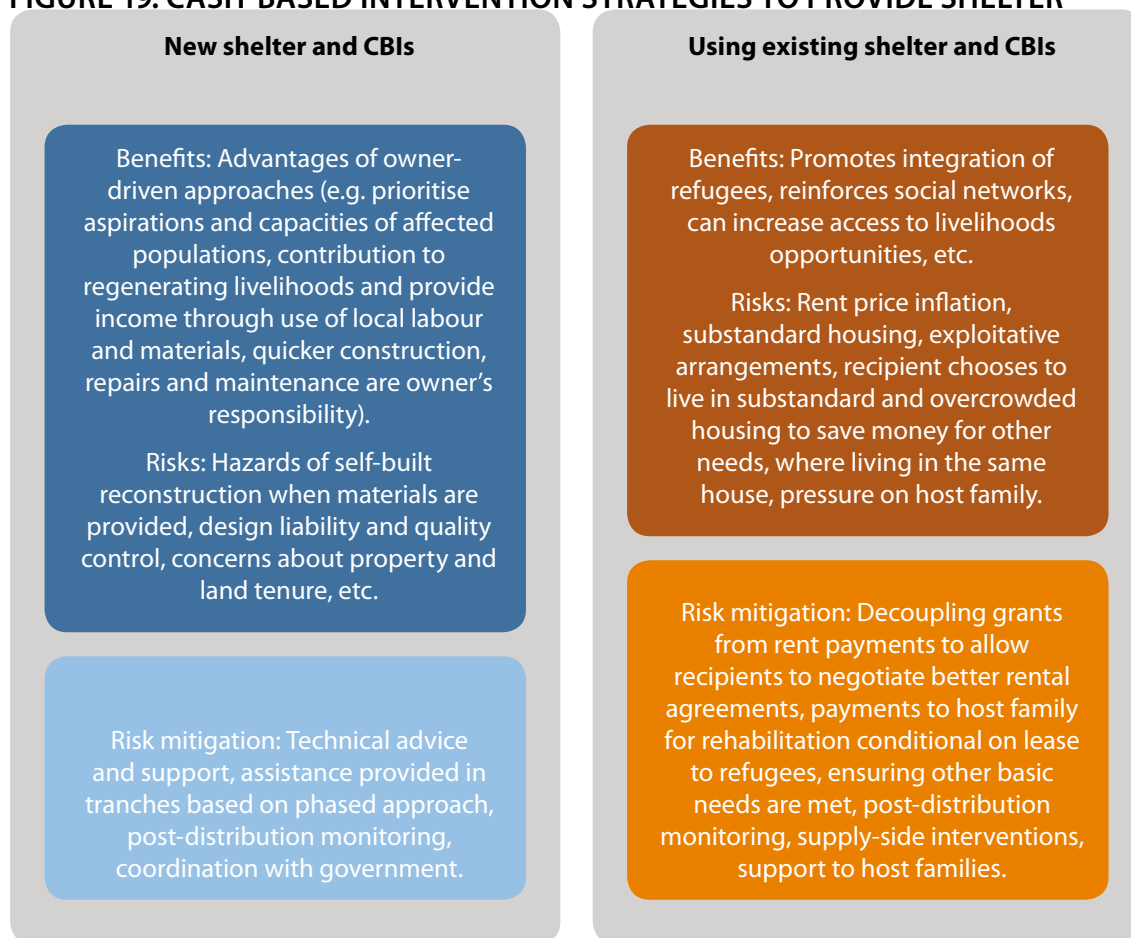 FIGURE 19. CASH-BASED INTERVENTION STRATEGIES TO PROVIDE SHELTER
New shelter and CBIs
Benefits: Advantages of owner-
driven approaches (e.g. prioritise
aspirations and capacities of affected
populations, contribution to
regenerating livelihoods and provide
income through use of local labour
and materials, quicker construction,
repairs and maintenance are owner’s
responsibility).
Risks: Hazards of self-built
reconstruction when materials are
provided, design liability and quality
control, concerns about property and
land tenure, etc.
Risk mitigation: Technical advice
and support, assistance provided in
tranches based on phased approach,
post-distribution monitoring,
coordination with government.
Using existing shelter and CBIs
Benefits: Promotes integration of
refugees, reinforces social networks,
can increase access to livelihoods
opportunities, etc.
Risks: Rent price inflation,
substandard housing, exploitative
arrangements, recipient chooses to
live in substandard and overcrowded
housing to save money for other
needs, where living in the same
house, pressure on host family.
Risk mitigation: Decoupling grants
from rent payments to allow
recipients to negotiate better rental
agreements, payments to host family
for rehabilitation conditional on lease
to refugees, ensuring other basic
needs are met, post-distribution
monitoring, supply-side interventions,
support to host families.